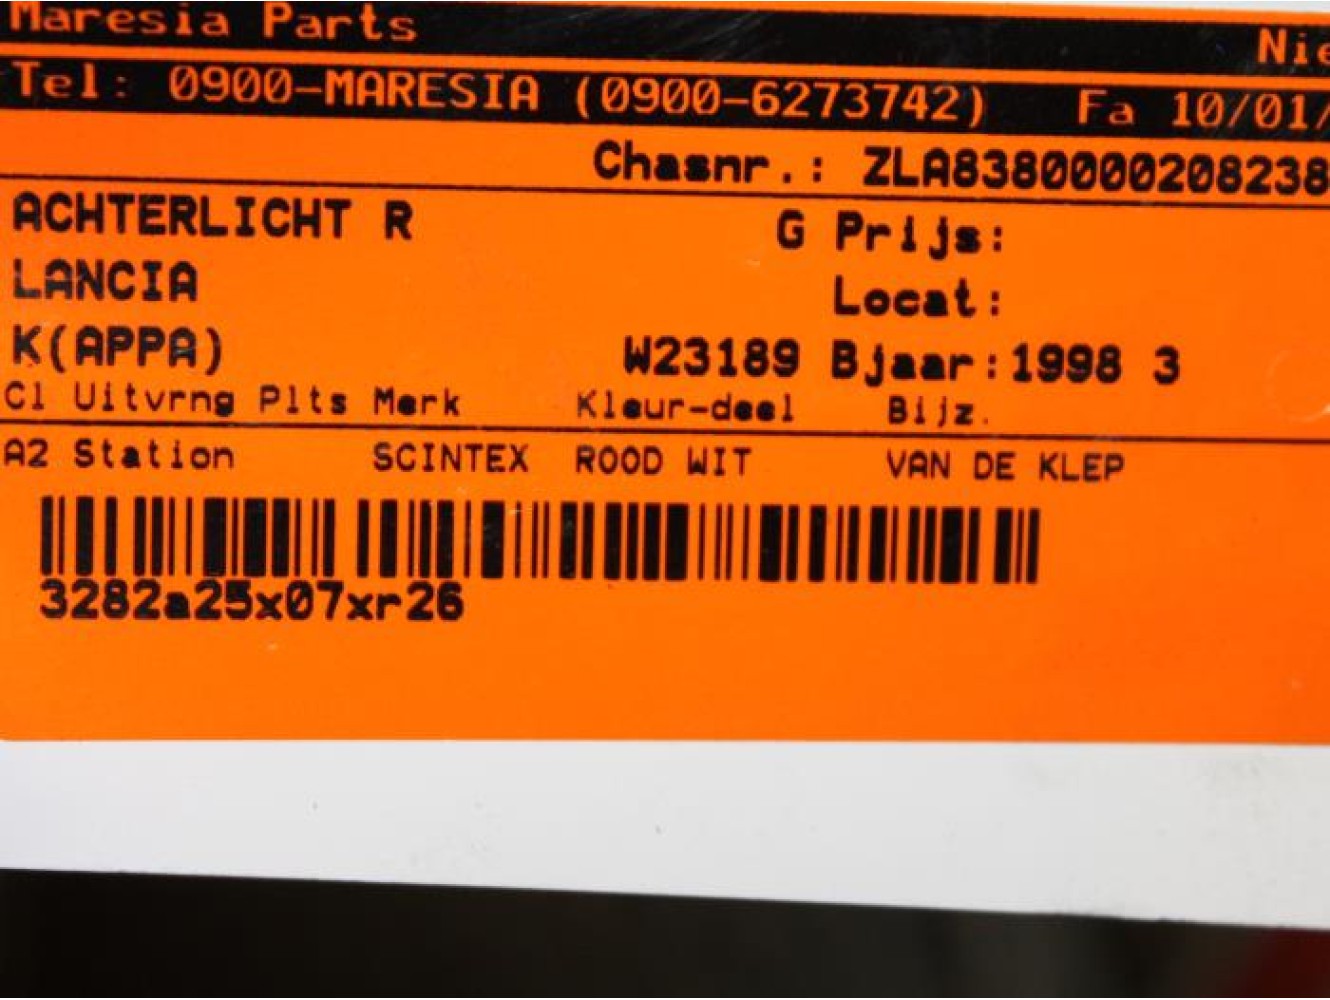 Maresia Parts Nie
Tel: 0900-MARESIA (0900-6273742) Fa 10/01/
Chasnr.: ZLA83800000208238
ACHTERLICHT R G Prijs:
LANCIA Locat:
K(APPA) W23189 Bjaar:1998 3
Cl Uitvrng Plts Merk Kleur-deel Bijz.
A2 Station SCINTEX ROOD WIT VAN DE KLEP
3282a25x07xr26